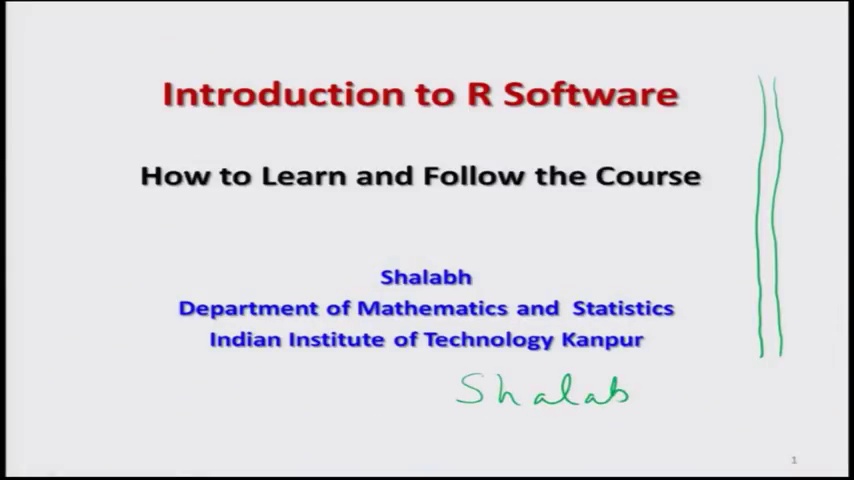 Introduction to R Software
How to Learn and Follow the Course
Shalabh
Department of Mathematics and Statistics
Indian Institute of Technology Kanpur
Shalab
1